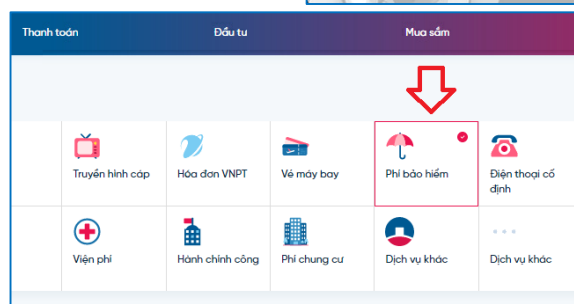 Thanh toán Đầu tư Mua sắm
Truyền hình cáp Hóa đơn VNPT Vé máy bay Phí bảo hiểm Điện thoại cố
định
Viện phí Hành chính công Phí chung cư Dịch vụ khác Dịch vụ khác